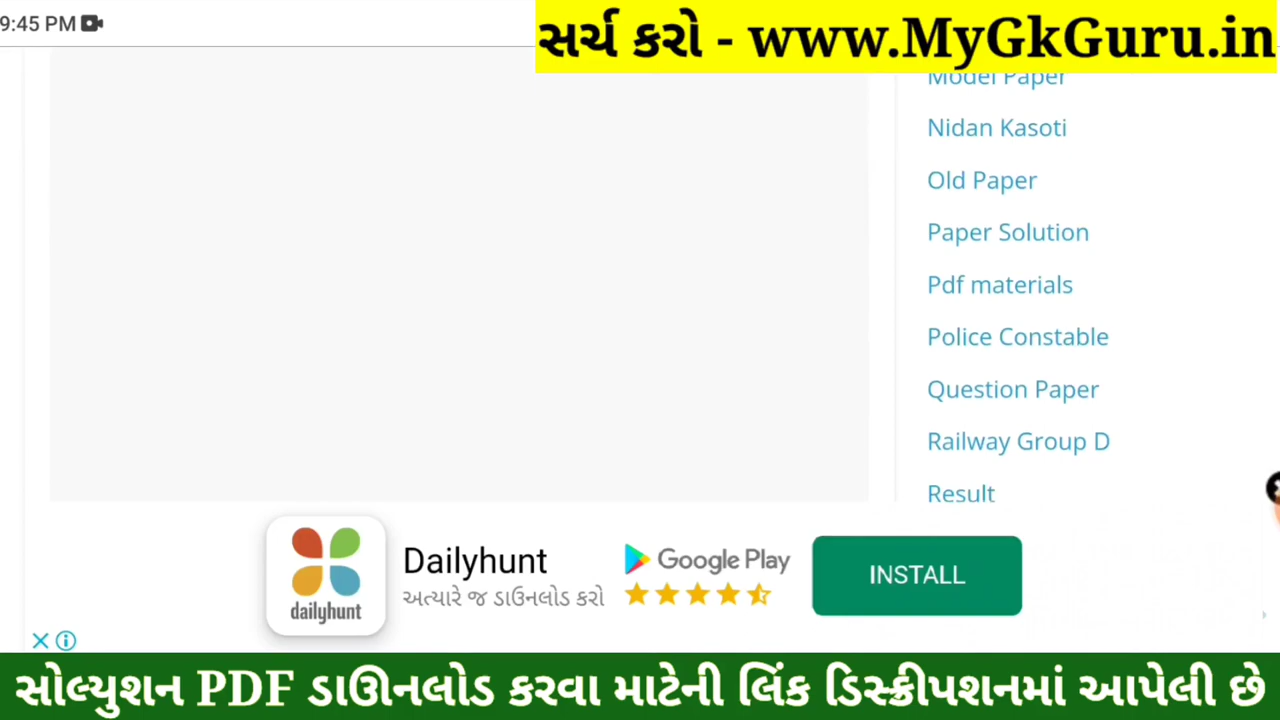 9:45 PM
સર્ચ કરો - www.MyGkGuru.in
Model Paper
Nidan Kasoti
Old Paper
Paper Solution
Pdf materials
Police Constable
Question Paper
Railway Group D
Result
dailyhunt
Dailyhunt
અત્યારે જ ડાઉનલોડ કરો
Google Play
INSTALL
સોલ્યુશન PDF ડાઊનલોડ કરવા માટેની લિંક ડિસ્ક્રીપશનમાં આપેલી છે